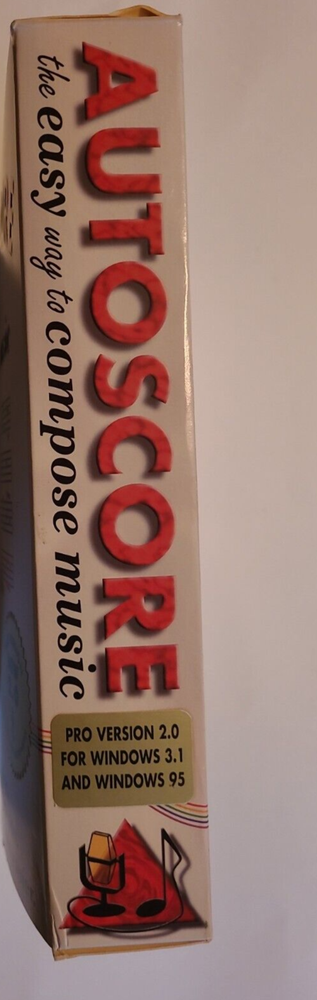 AUTOSCORE
the easy way to compose music
PRO VERSION 2.0
FOR WINDOWS 3.1
AND WINDOWS 95